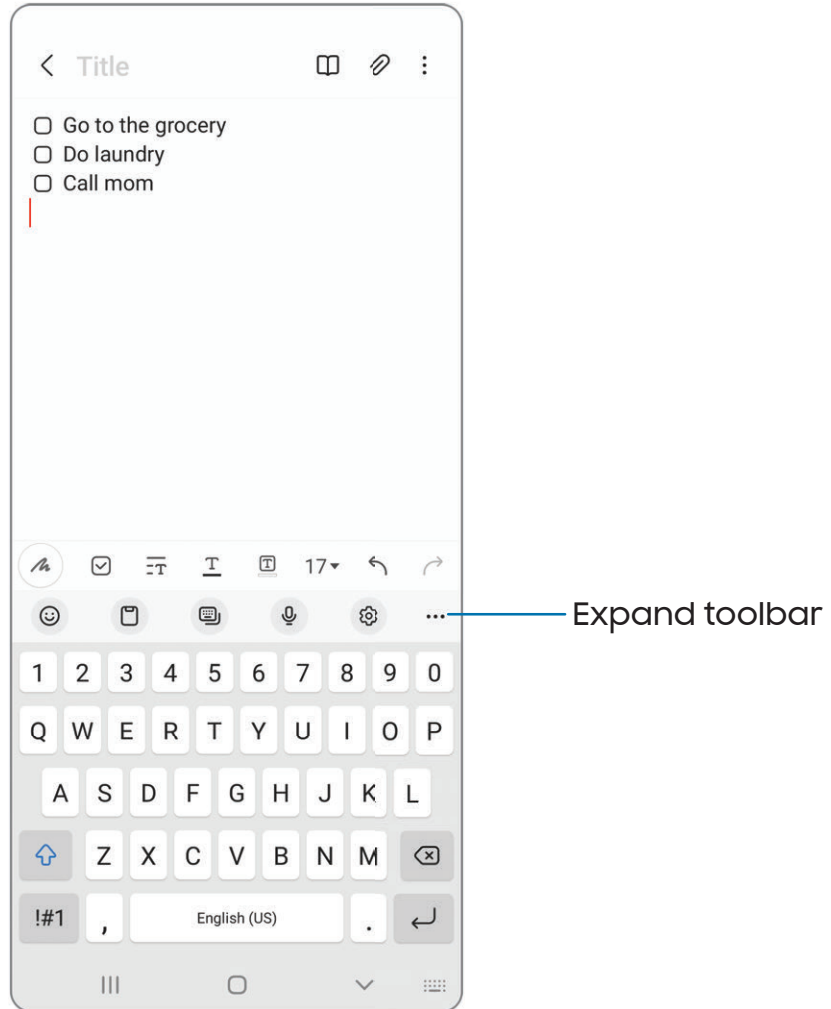 Title
Go to the grocery
Do laundry
Call mom
T T T 17
Expand toolbar
1 2 3 4 5 6 7 8 9 0
Q W E R T Y U I O P
A S D F G H J K L
Z X C V B N M
!#1 , English (US) .